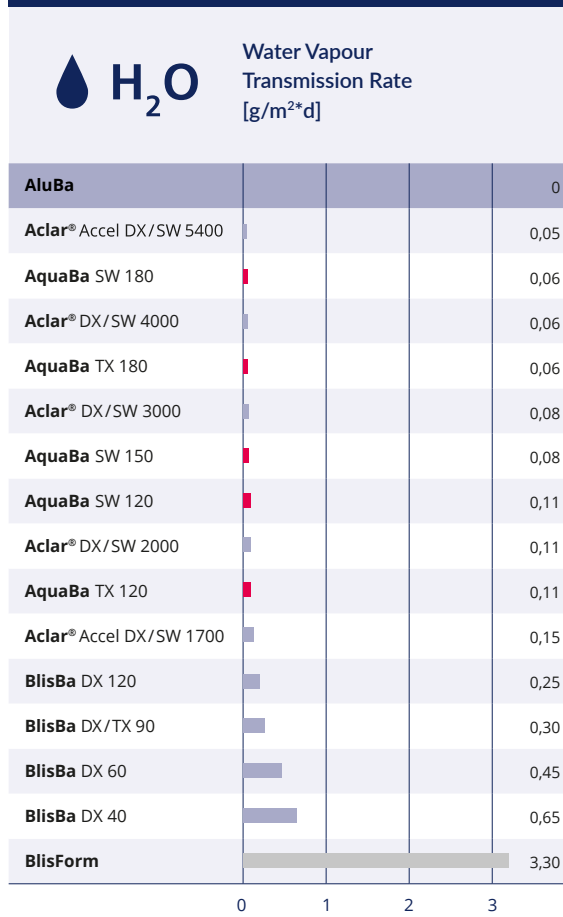 H₂O
Water Vapour
Transmission Rate
[g/m²*d]
AluBa 0
Aclar® Accel DX/SW 5400 0,05
AquaBa SW 180 0,06
Aclar® DX/SW 4000 0,06
AquaBa TX 180 0,06
Aclar® DX/SW 3000 0,08
AquaBa SW 150 0,08
AquaBa SW 120 0,11
Aclar® DX/SW 2000 0,11
AquaBa TX 120 0,11
Aclar® Accel DX/SW 1700 0,15
BlisBa DX 120 0,25
BlisBa DX/TX 90 0,30
BlisBa DX 60 0,45
BlisBa DX 40 0,65
BlisForm 3,30
0 1 2 3